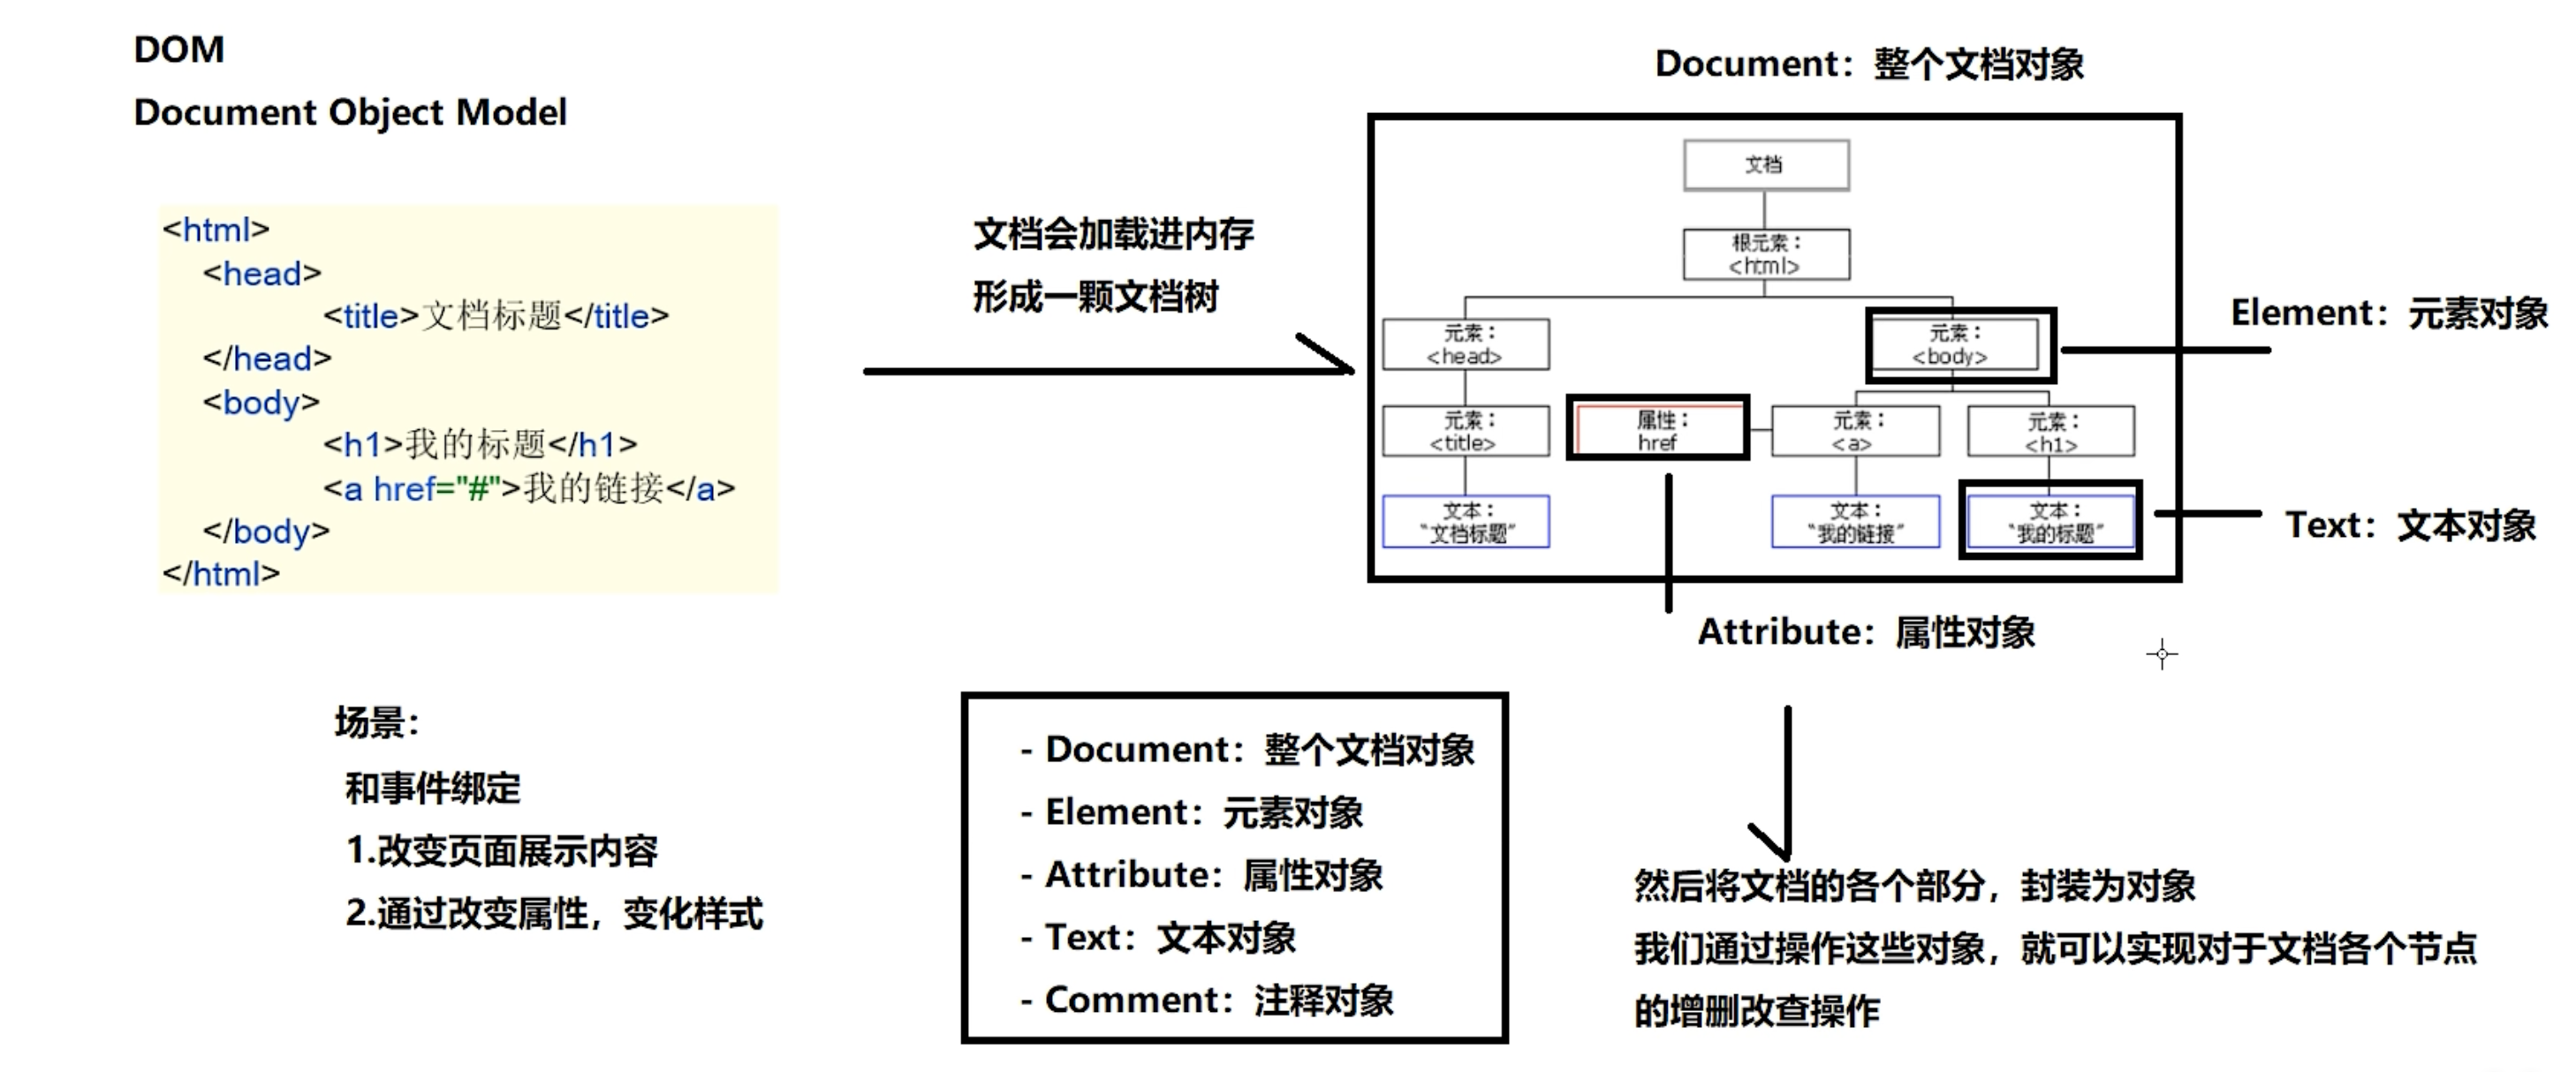 DOM
Document Object Model
<html>
<head>
<title>文档标题</title>
</head>
<body>
<h1>我的标题</h1>
<a href="#">我的链接</a>
</body>
</html>
文档会加载进内存
形成一颗文档树
Document：整个文档对象
文档
根元素：
<html>
元素：
<head>
元素：
<body>
元素：
<title>
属性：
href
元素：
<a>
元素：
<h1>
文本：
“文档标题”
文本：
“我的链接”
文本：
“我的标题”
Element：元素对象
Text：文本对象
Attribute：属性对象
场景：
和事件绑定
1.改变页面展示内容
2.通过改变属性，变化样式
- Document：整个文档对象
- Element：元素对象
- Attribute：属性对象
- Text：文本对象
- Comment：注释对象
然后将文档的各个部分，封装为对象
我们通过操作这些对象，就可以实现对于文档各个节点
的增删改查操作